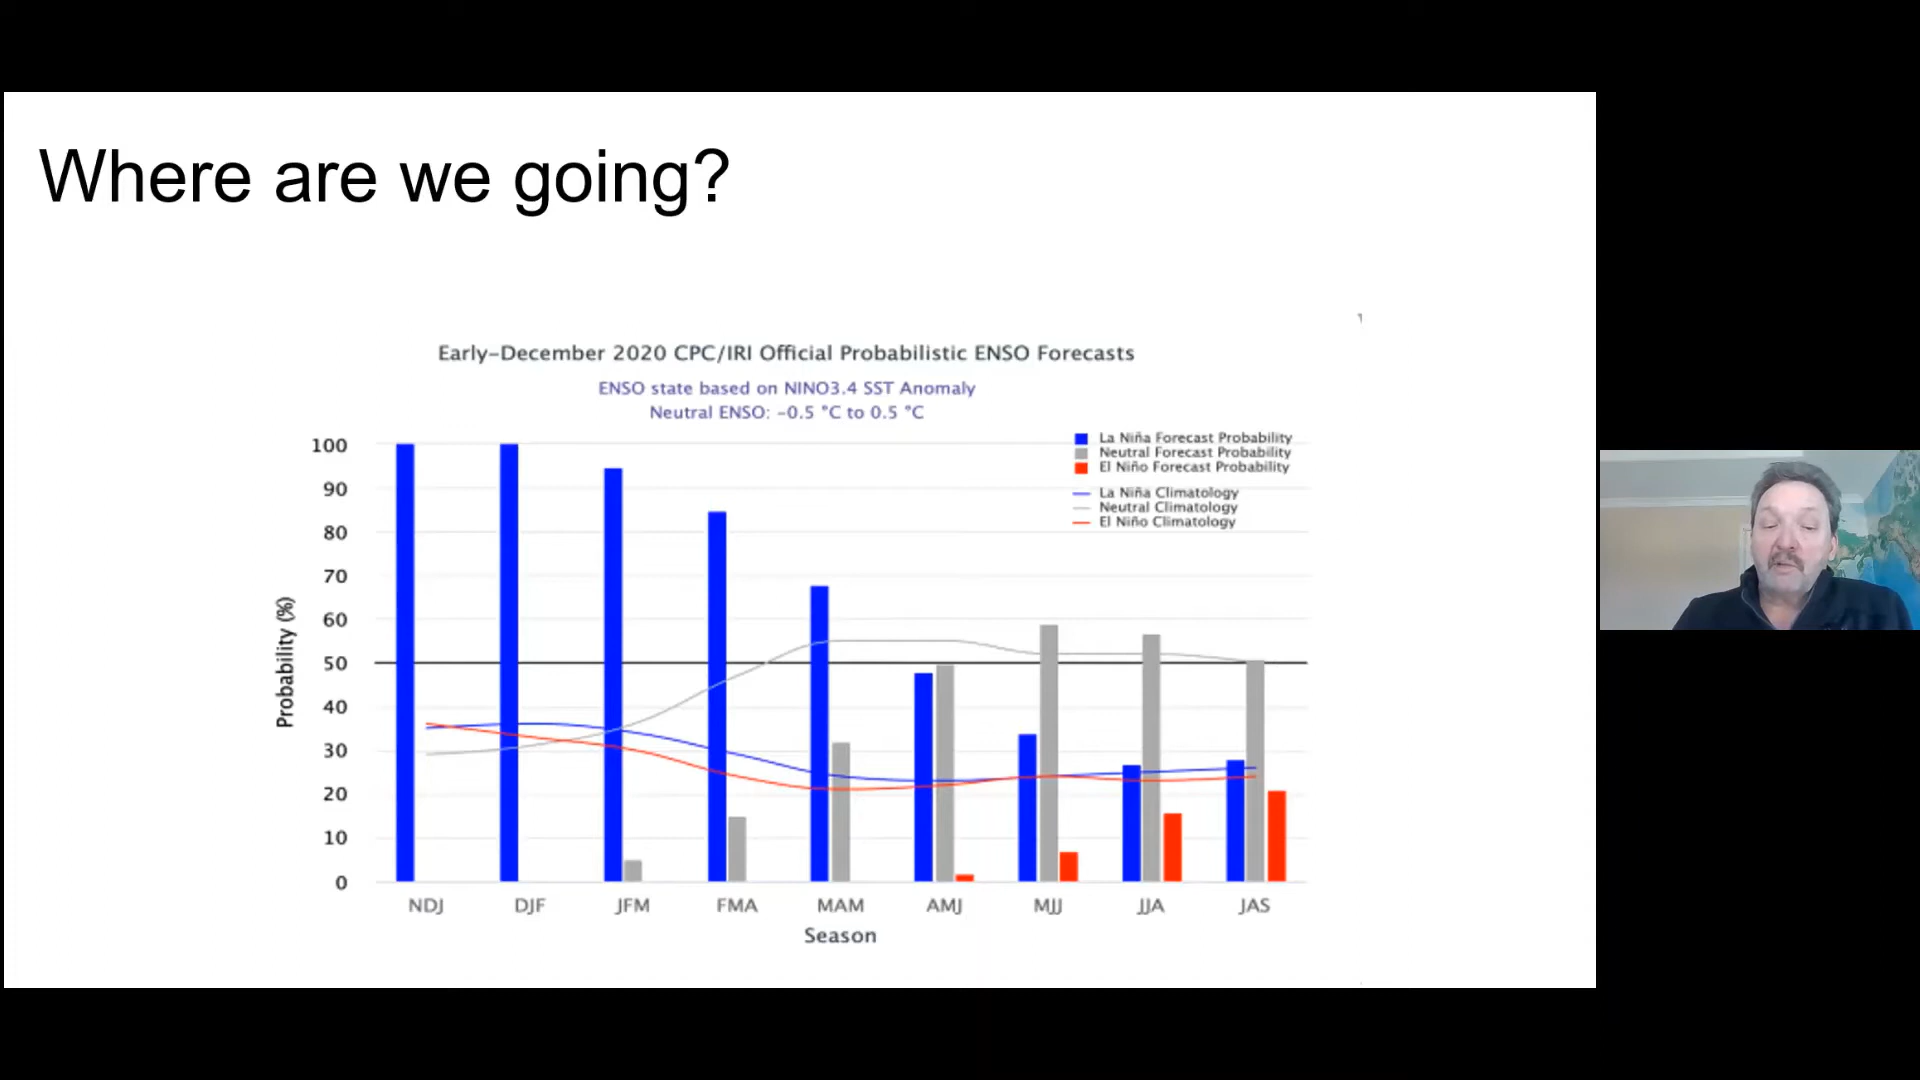 Where are we going?
Early-December 2020 CPC/IRI Official Probabilistic ENSO Forecasts
ENSO state based on NINO3.4 SST Anomaly
Neutral ENSO: -0.5 °C to 0.5 °C
La Niña Forecast Probability
Neutral Forecast Probability
El Niño Forecast Probability
La Niña Climatology
Neutral Climatology
El Niño Climatology
Probability (%)
100
90
80
70
60
50
40
30
20
10
0
NDJ DJF JFM FMA MAM AMJ MJJ JJA JAS
Season